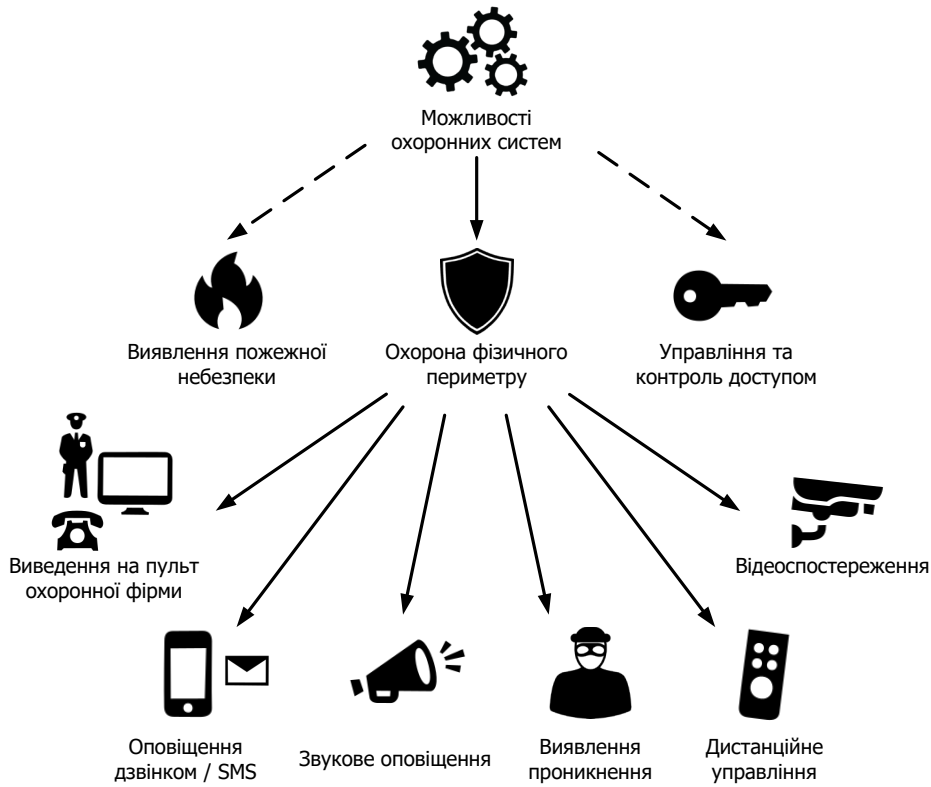 Можливості
охоронних систем
Виявлення пожежної
небезпеки
Охорона фізичного
периметру
Управління та
контроль доступом
Виведення на пульт
охоронної фірми
Відеоспостереження
Оповіщення
дзвінком / SMS
Звукове оповіщення
Виявлення
проникнення
Дистанційне
управління